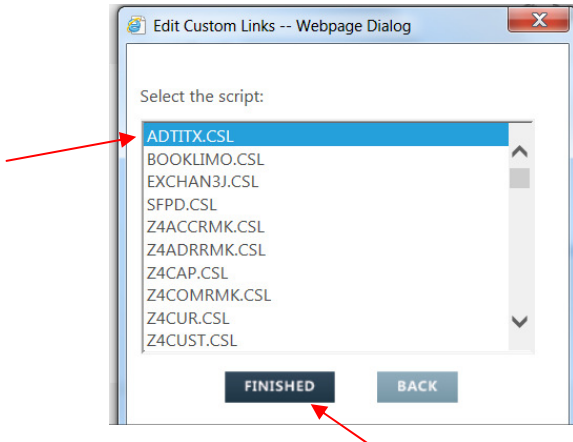 Edit Custom Links -- Webpage Dialog
Select the script:
ADTITX.CSL
BOOKLIMO.CSL
EXCHAN3J.CSL
SFPD.CSL
Z4ACCRMK.CSL
Z4ADRRMK.CSL
Z4CAP.CSL
Z4COMRMK.CSL
Z4CUR.CSL
Z4CUST.CSL
FINISHED BACK